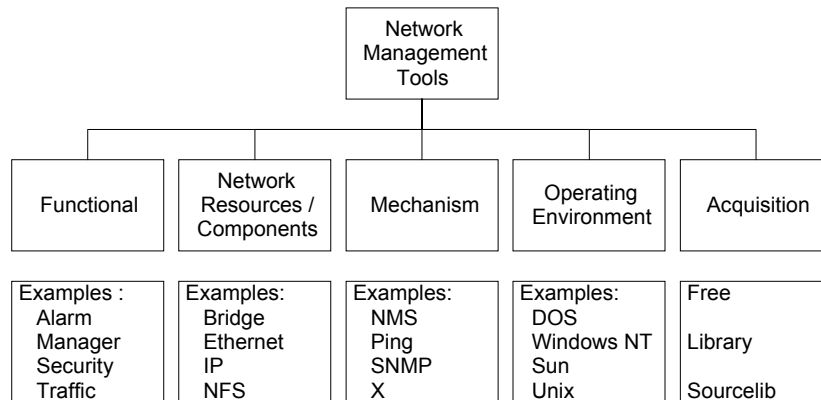 Network
Management
Tools
Functional
Network
Resources /
Components
Mechanism
Operating
Environment
Acquisition
Examples :
Alarm
Manager
Security
Traffic
Examples:
Bridge
Ethernet
IP
NFS
Examples:
NMS
Ping
SNMP
X
Examples:
DOS
Windows NT
Sun
Unix
Free
Library
Sourcelib